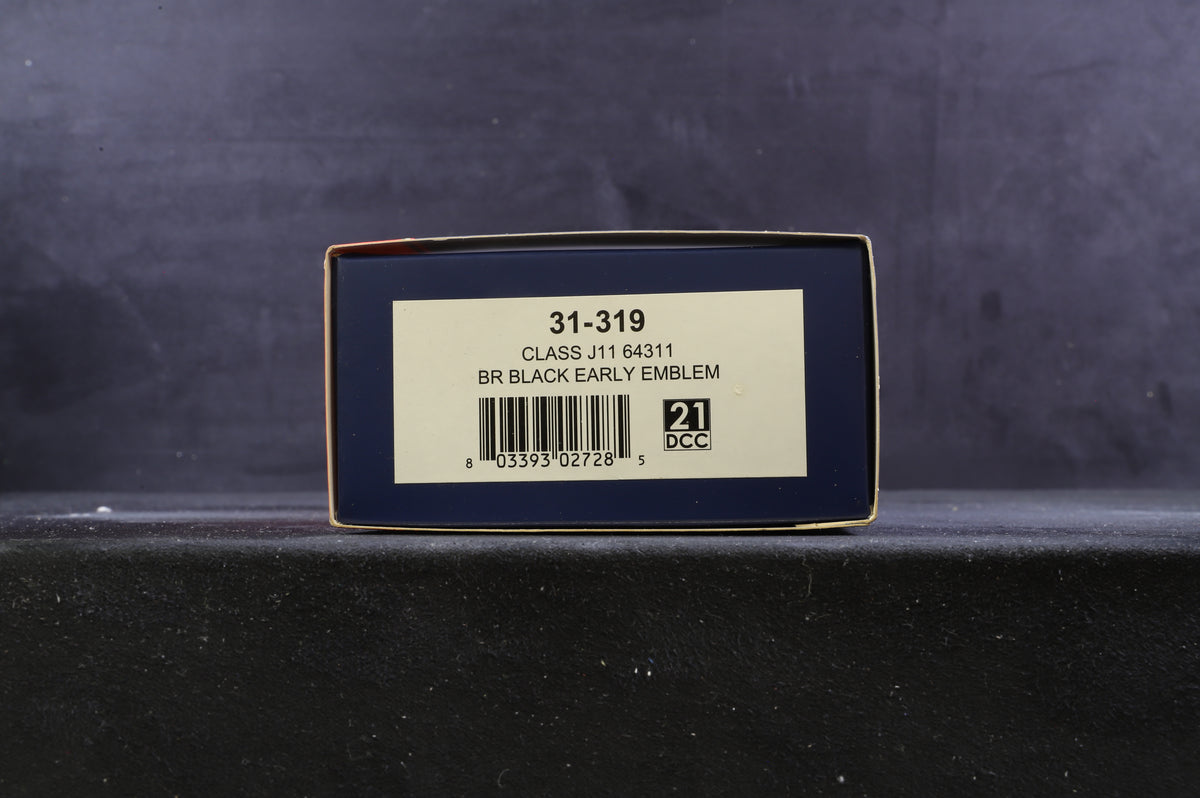 31-319
CLASS J11 64311
BR BLACK EARLY EMBLEM
21
DCC
8 03393 02728 5